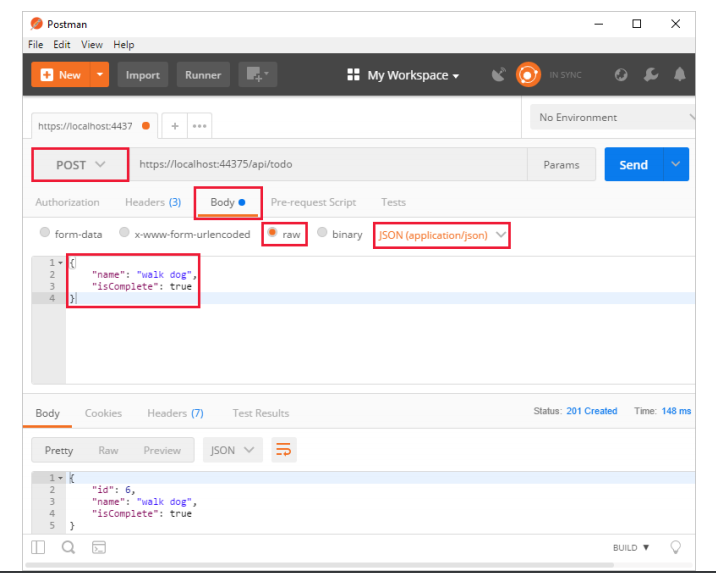 Postman
File Edit View Help
New Import Runner My Workspace IN SYNC
https://localhost:4437 + ••• No Environment
POST https://localhost:44375/api/todo Params Send
Authorization Headers (3) Body Pre-request Script Tests
form-data x-www-form-urlencoded raw binary JSON (application/json)
1 {
2 "name": "walk dog",
3 "isComplete": true
4 }
Body Cookies Headers (7) Test Results Status: 201 Created Time: 148 ms
Pretty Raw Preview JSON
1 {
2 "id": 6,
3 "name": "walk dog",
4 "isComplete": true
5 }
BUILD